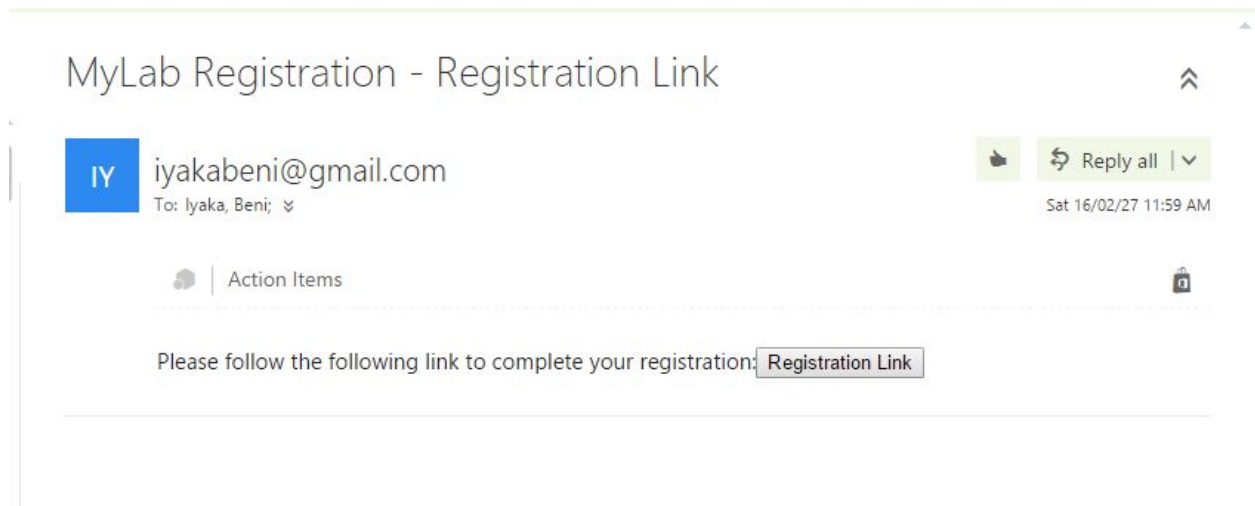 MyLab Registration - Registration Link
IY
iyakabeni@gmail.com
Reply all
To: Iyaka, Beni;
Sat 16/02/27 11:59 AM
Action Items
Please follow the following link to complete your registration: Registration Link